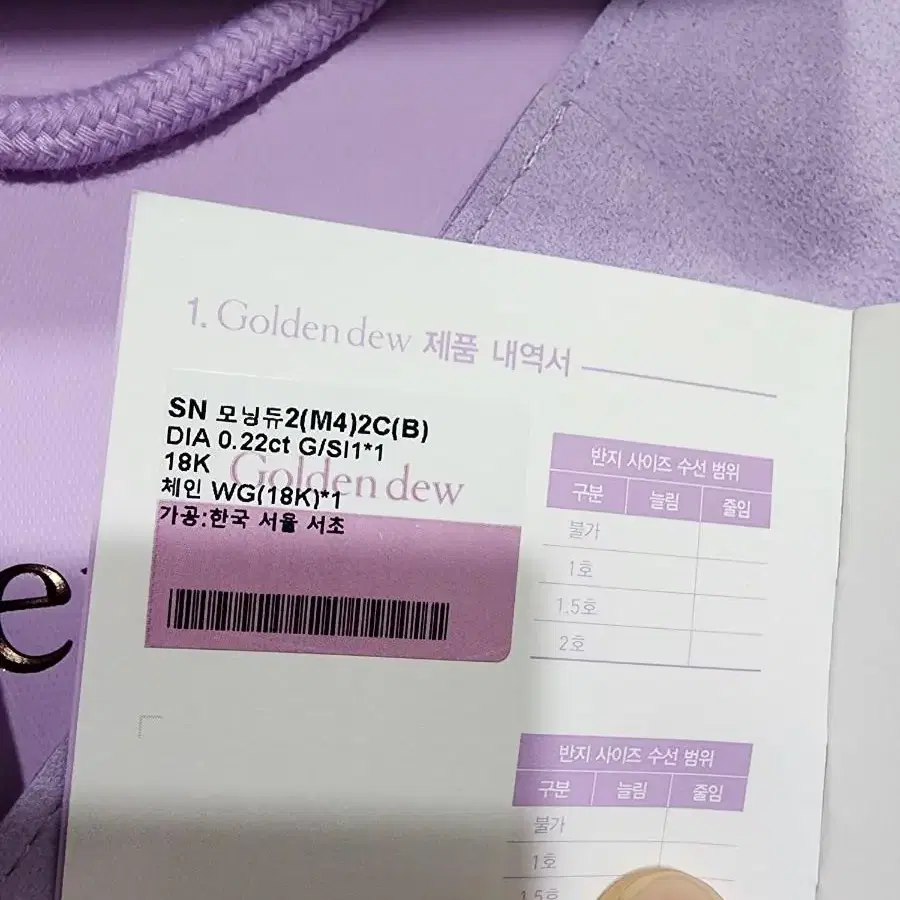 1. Golden dew 제품 내역서
SN 모닝듀2(M4)2C(B)
DIA 0.22ct G/SI1*1
18K
Golden dew
체인 WG(18K)*1
가공:한국 서울 서초
반지 사이즈 수선 범위
구분 늘림 줄임
불가
1호
1.5호
2호
e
반지 사이즈 수선 범위
구분 늘림 줄임
불가
1호
1.5호